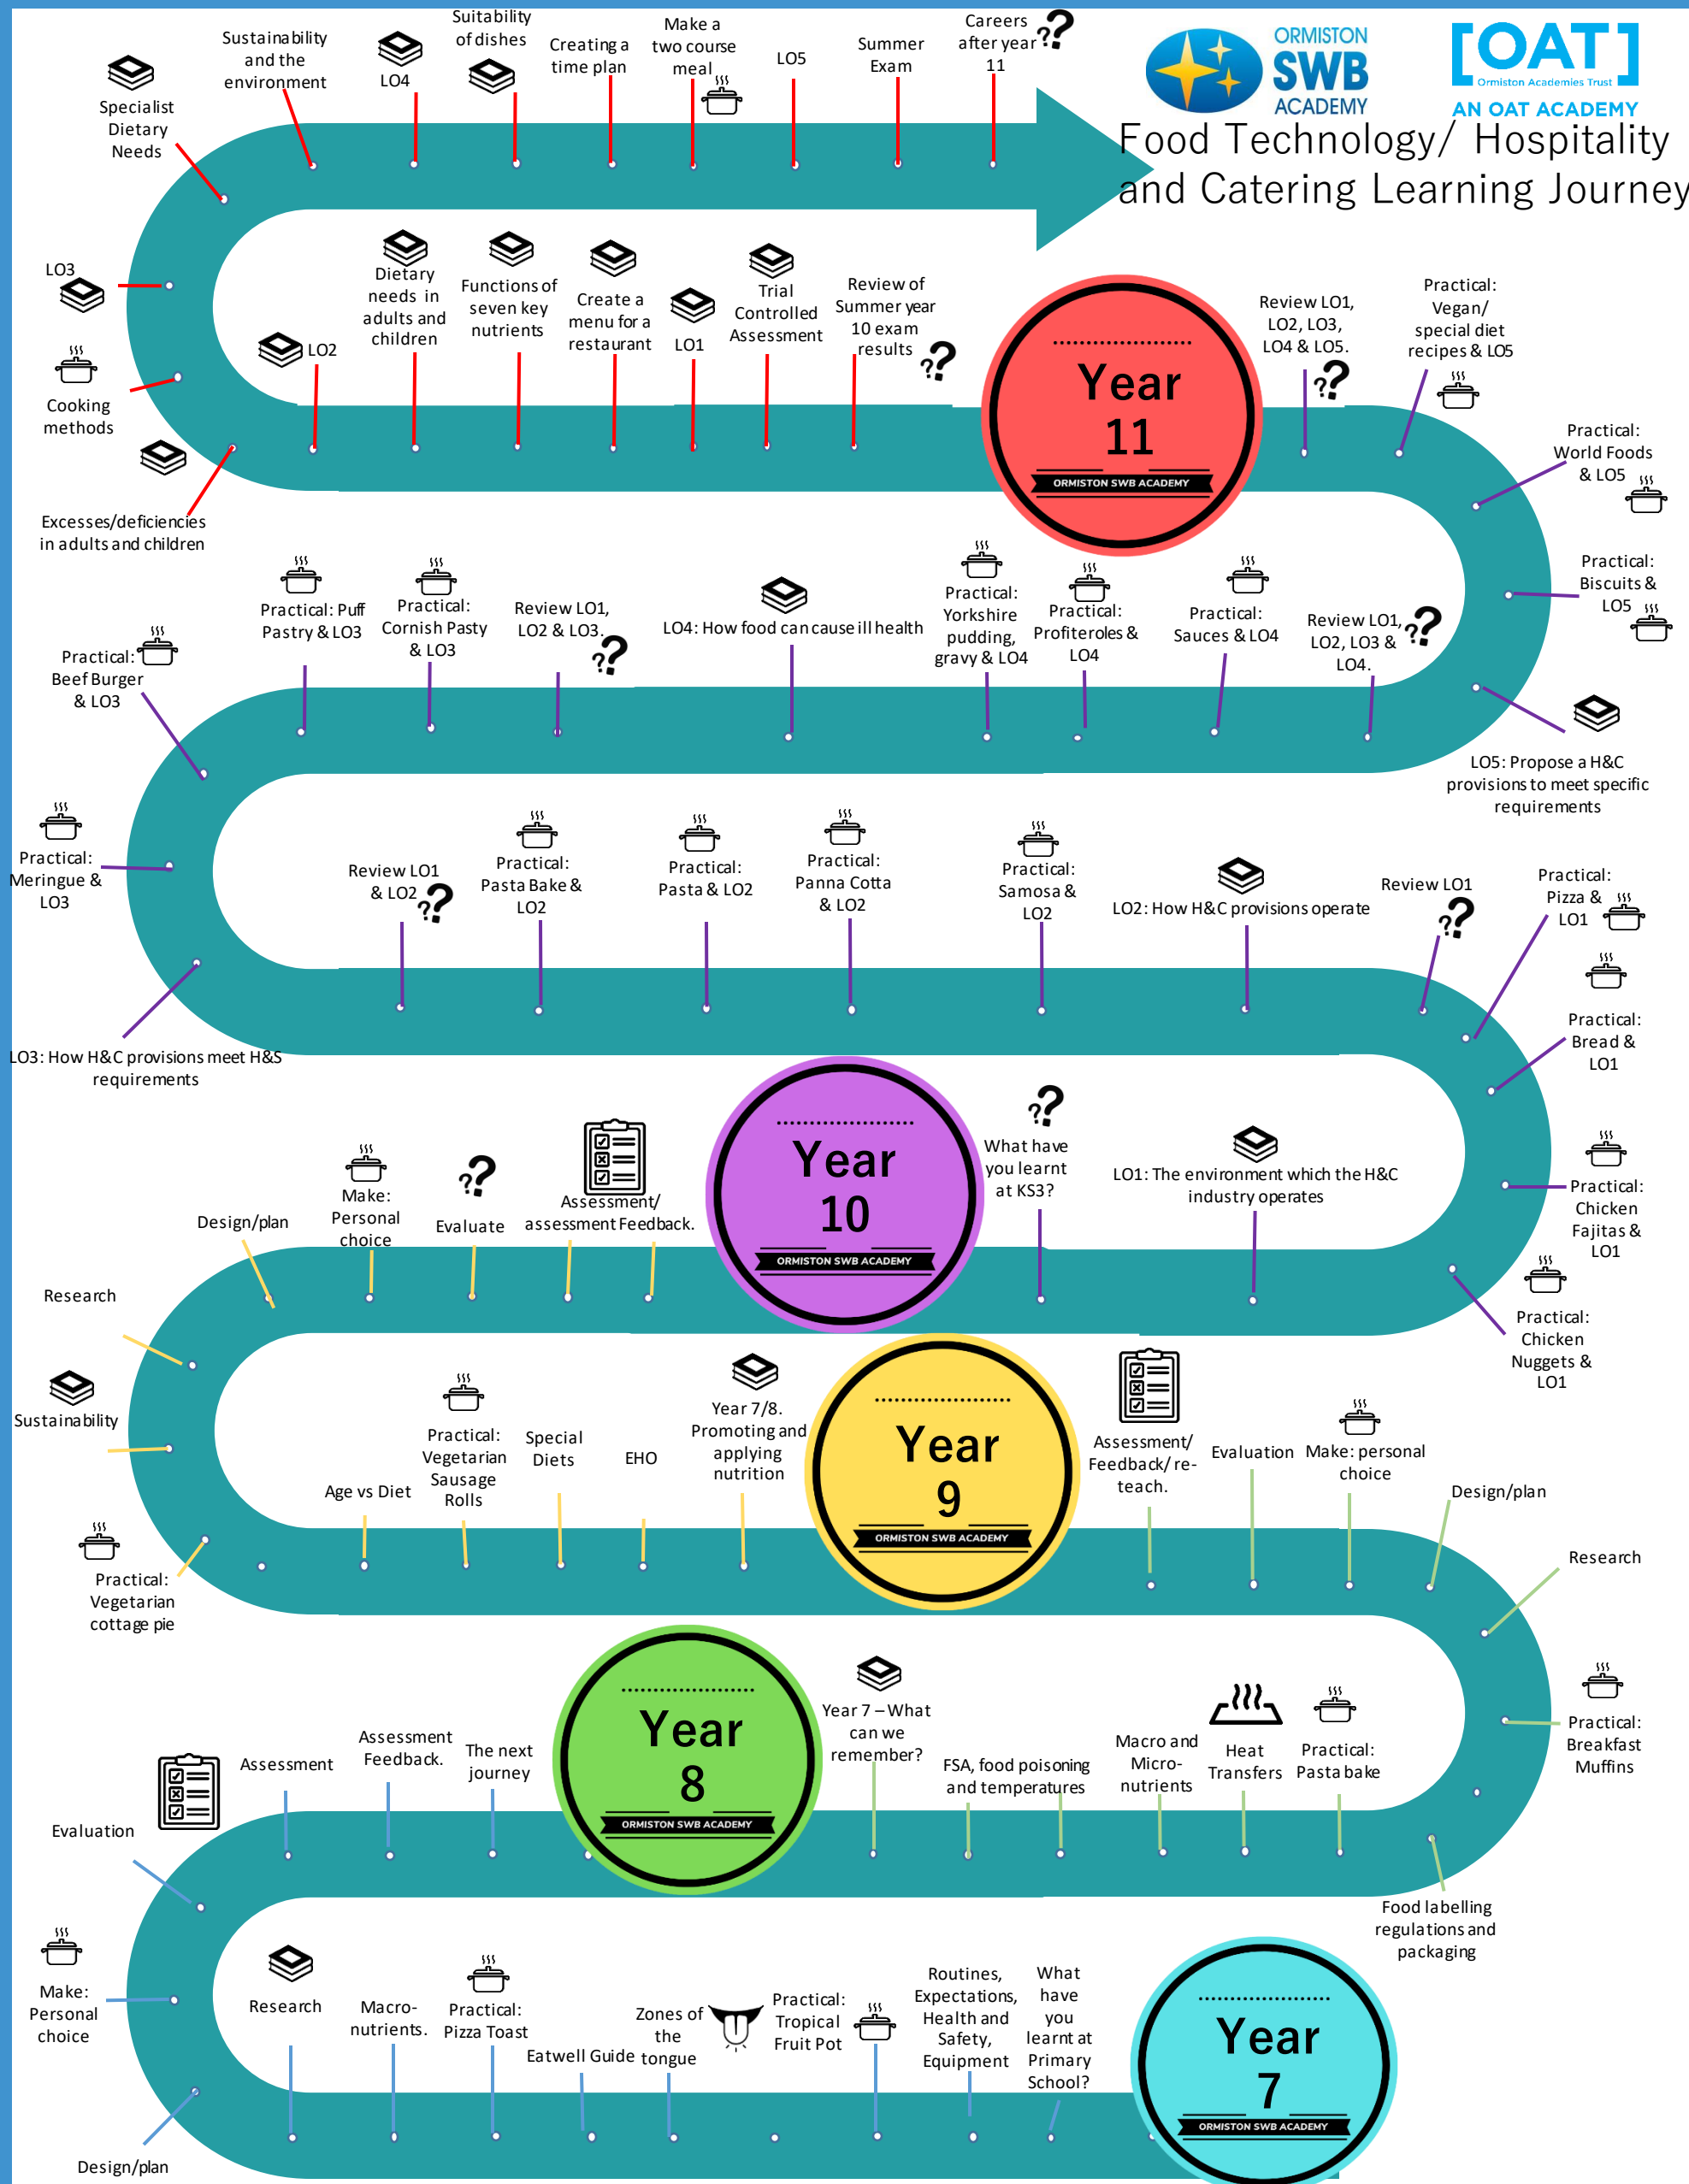 ORMISTON
SWB
ACADEMY
[OAT]
Ormiston Academies Trust
AN OAT ACADEMY
Food Technology/ Hospitality
and Catering Learning Journey
Specialist
Dietary
Needs
Sustainability
and the
environment
LO4
Suitability
of dishes
Creating a
time plan
Make a
two course
meal
LO5
Summer
Exam
Careers
after year
11
LO3
Cooking
methods
Excesses/deficiencies
in adults and children
LO2
Dietary
needs in
adults and
children
Functions of
seven key
nutrients
Create a
menu for a
restaurant
LO1
Trial
Controlled
Assessment
Review of
Summer year
10 exam
results
Year
11
ORMISTON SWB ACADEMY
Review LO1,
LO2, LO3,
LO4 & LO5.
Practical:
Vegan/
special diet
recipes & LO5
Practical:
World Foods
& LO5
Practical:
Biscuits &
LO5
LO5: Propose a H&C
provisions to meet specific
requirements
Practical:
Beef Burger
& LO3
Practical: Puff
Pastry & LO3
Practical:
Cornish Pasty
& LO3
Review LO1,
LO2 & LO3.
LO4: How food can cause ill health
Practical:
Yorkshire
pudding,
gravy & LO4
Practical:
Profiteroles &
LO4
Practical:
Sauces & LO4
Review LO1,
LO2, LO3 &
LO4.
Practical:
Meringue &
LO3
LO3: How H&C provisions meet H&S
requirements
Review LO1
& LO2
Practical:
Pasta Bake &
LO2
Practical:
Pasta & LO2
Practical:
Panna Cotta
& LO2
Practical:
Samosa &
LO2
LO2: How H&C provisions operate
Review LO1
Practical:
Pizza &
LO1
Practical:
Bread &
LO1
Practical:
Chicken
Fajitas &
LO1
Practical:
Chicken
Nuggets &
LO1
Design/plan
Make:
Personal
choice
Evaluate
Assessment/
assessment Feedback.
Year
10
ORMISTON SWB ACADEMY
What have
you learnt
at KS3?
LO1: The environment which the H&C
industry operates
Research
Sustainability
Practical:
Vegetarian
cottage pie
Age vs Diet
Practical:
Vegetarian
Sausage
Rolls
Special
Diets
EHO
Year 7/8.
Promoting and
applying
nutrition
Year
9
ORMISTON SWB ACADEMY
Assessment/
Feedback/ re-
teach.
Evaluation
Make: personal
choice
Design/plan
Research
Practical:
Breakfast
Muffins
Food labelling
regulations and
packaging
Assessment
Assessment
Feedback.
The next
journey
Year
8
ORMISTON SWB ACADEMY
Year 7 – What
can we
remember?
FSA, food poisoning
and temperatures
Macro and
Micro-
nutrients
Heat
Transfers
Practical:
Pasta bake
Evaluation
Make:
Personal
choice
Design/plan
Research
Macro-
nutrients.
Practical:
Pizza Toast
Eatwell Guide
Zones of
the
tongue
Practical:
Tropical
Fruit Pot
Routines,
Expectations,
Health and
Safety,
Equipment
What
have
you
learnt at
Primary
School?
Year
7
ORMISTON SWB ACADEMY